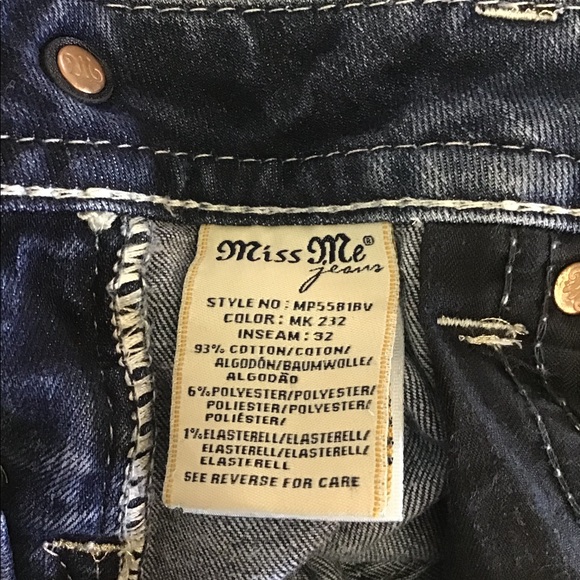 Miss Me®
jeans
STYLE NO : MP5581BV
COLOR : MK 232
INSEAM : 32
93% COTTON/COTON/
ALGODÓN/BAUMWOLLE/
ALGODÃO
6%POLYESTER/POLYESTER/
POLIESTER/POLYESTER/
POLIÉSTER/
1%ELASTERELL/ELASTERELL/
ELASTERELL/ELASTERELL/
ELASTERELL
SEE REVERSE FOR CARE